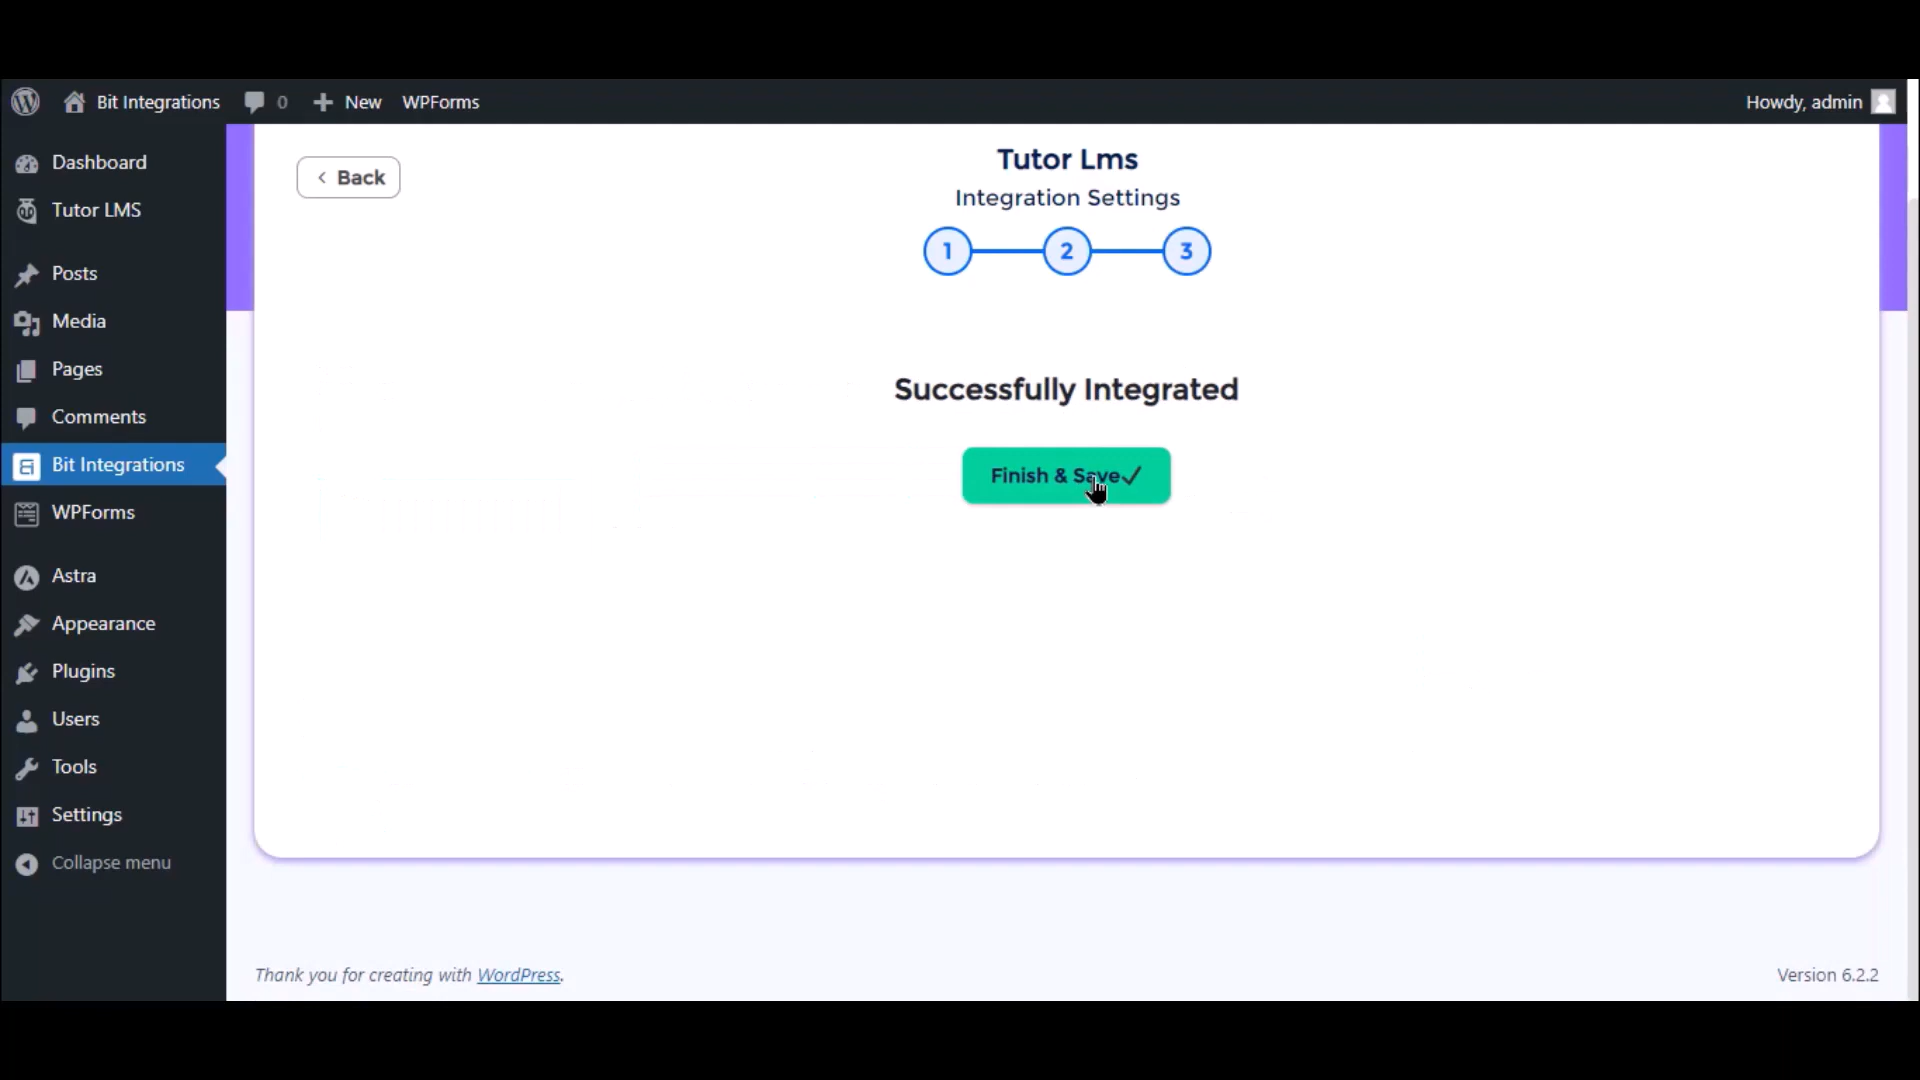 Bit Integrations 0 New WPForms Howdy, admin
Dashboard
Tutor LMS
Posts
Media
Pages
Comments
Bit Integrations
WPForms
Astra
Appearance
Plugins
Users
Tools
Settings
Collapse menu
Back
Tutor Lms
Integration Settings
1 2 3
Successfully Integrated
Finish & Save
Thank you for creating with WordPress.
Version 6.2.2